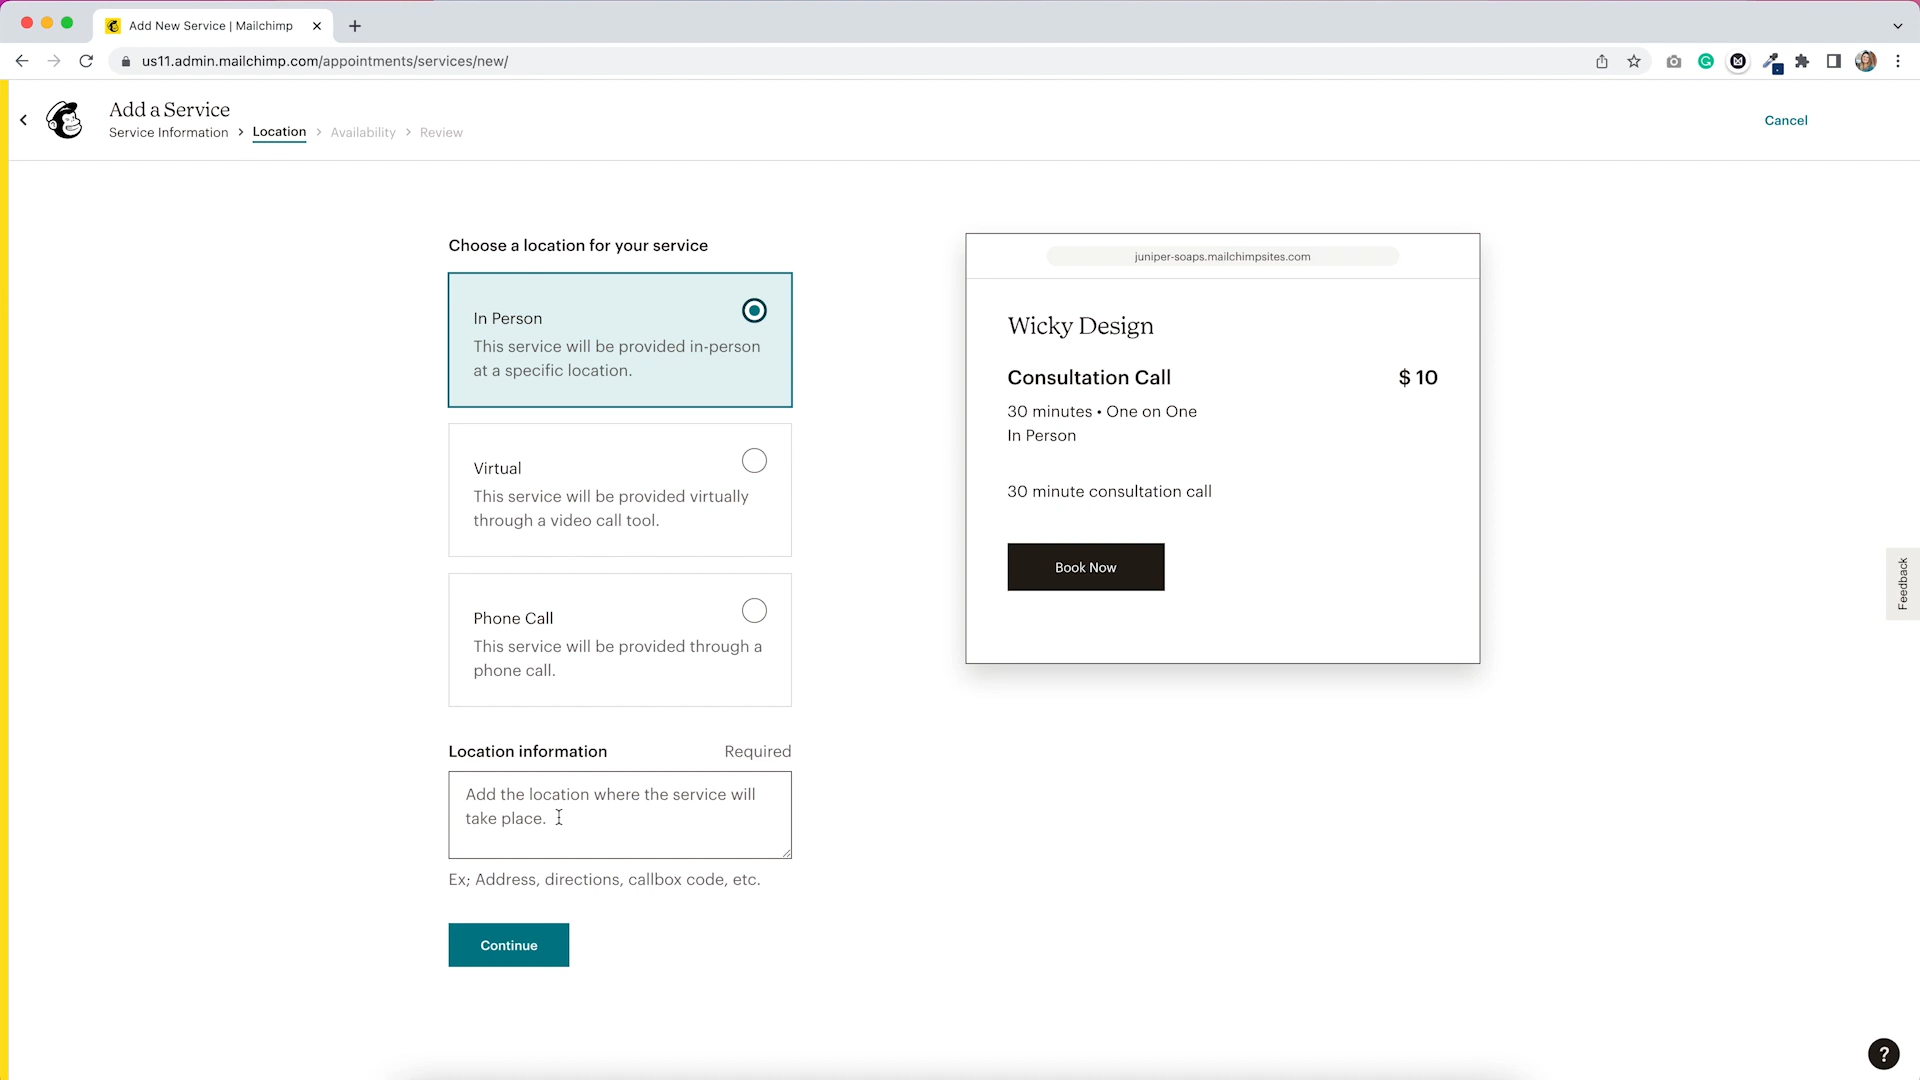 Add New Service | Mailchimp
us11.admin.mailchimp.com/appointments/services/new/
Add a Service
Service Information > Location > Availability > Review
Cancel
Choose a location for your service
In Person
This service will be provided in-person
at a specific location.
Virtual
This service will be provided virtually
through a video call tool.
Phone Call
This service will be provided through a
phone call.
Location information Required
Add the location where the service will
take place.
Ex; Address, directions, callbox code, etc.
Continue
juniper-soaps.mailchimpsites.com
Wicky Design
Consultation Call $ 10
30 minutes • One on One
In Person
30 minute consultation call
Book Now
Feedback
?